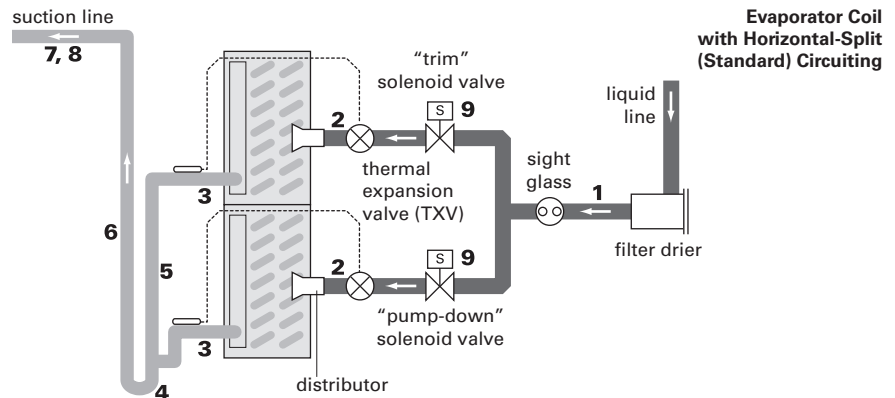 suction line
7, 8
Evaporator Coil
with Horizontal-Split
(Standard) Circuiting
"trim"
solenoid valve
liquid
line
S
9
2
thermal
expansion
valve (TXV)
sight
glass
1
filter drier
3
6
5
S
9
2
"pump-down"
solenoid valve
3
4
distributor